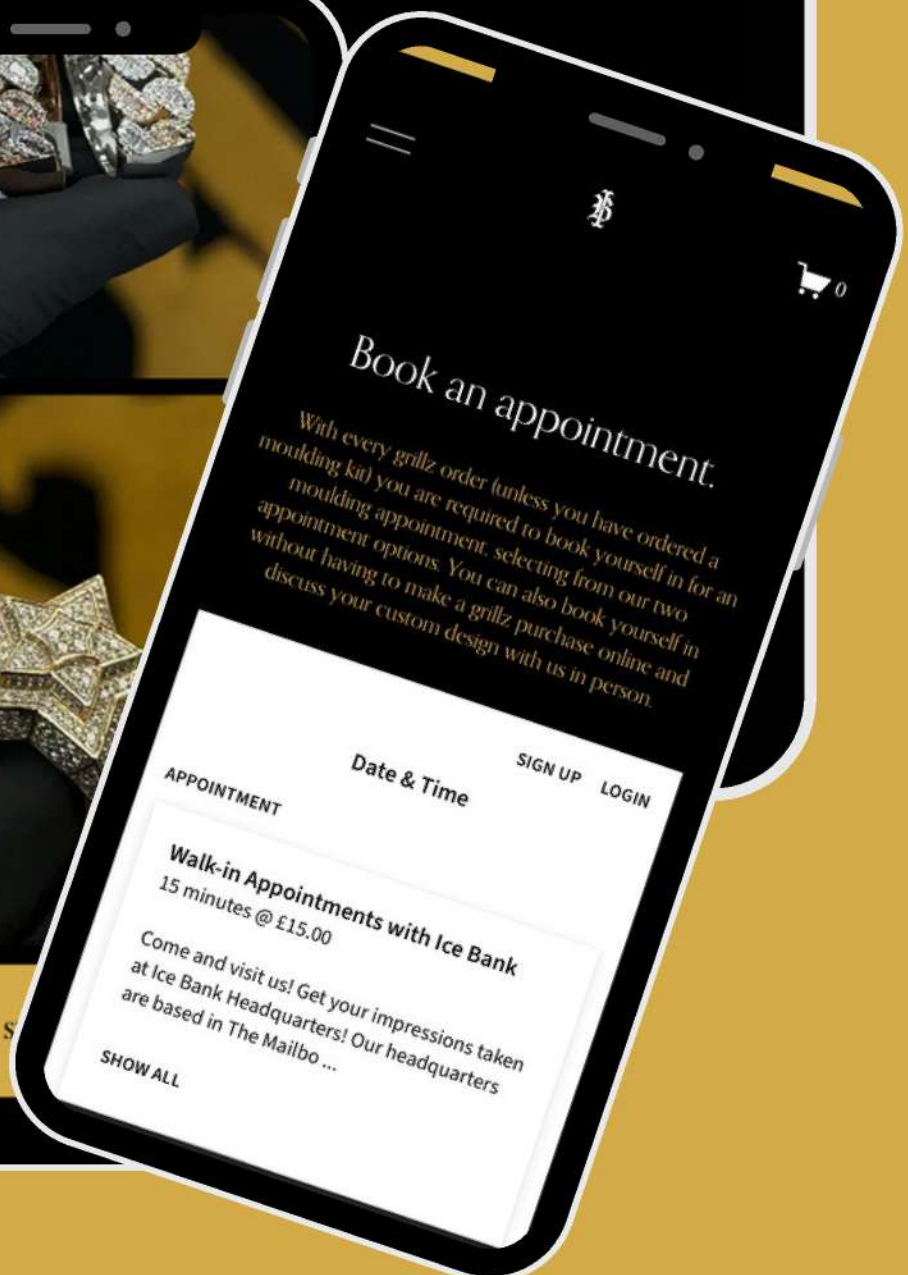 0
Book an appointment.
With every grillz order (unless you have ordered a
moulding kit) you are required to book yourself in for an
moulding appointment, selecting from our two
appointment options. You can also book yourself in
without having to make a grillz purchase online and
discuss your custom design with us in person.
SIGN UP LOGIN
Date & Time
APPOINTMENT
Walk-in Appointments with Ice Bank
15 minutes @ £15.00
Come and visit us! Get your impressions taken
at Ice Bank Headquarters! Our headquarters
are based in The Mailbo ...
SHOW ALL